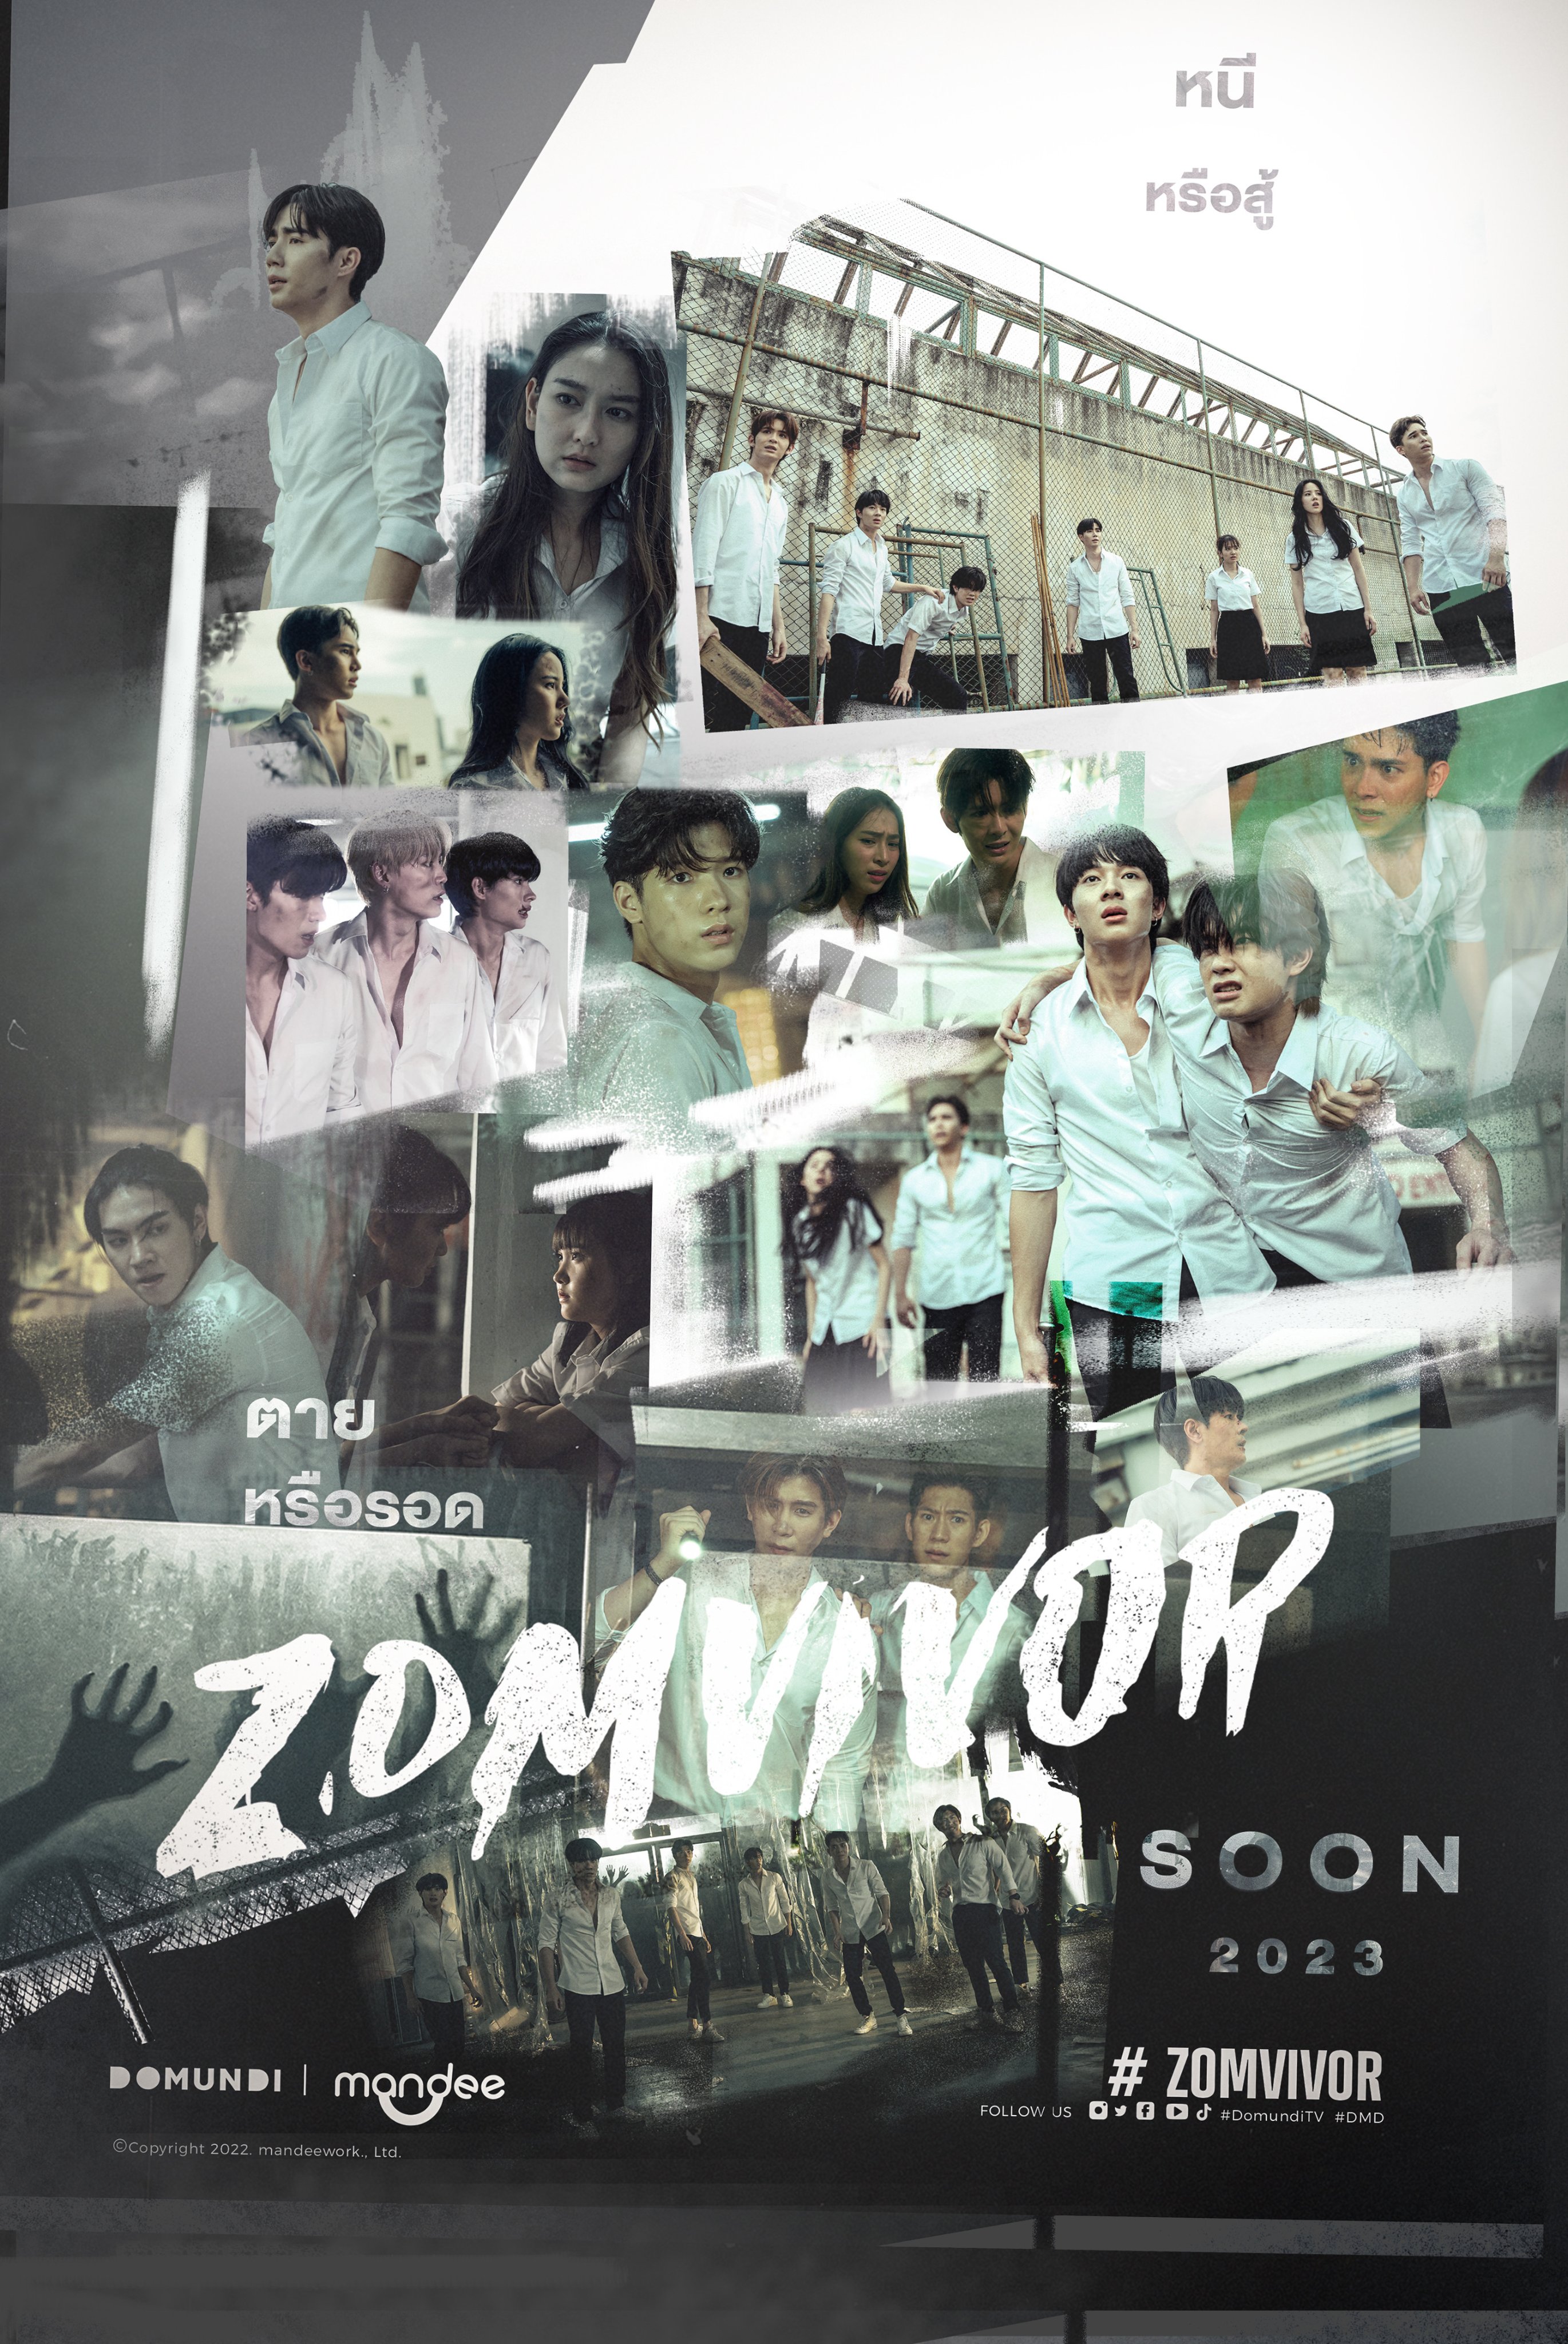 หนี
หรือสู้
ตาย
หรือรอด
ZOMVIVOR
SOON
2023
DOMUNDI | mandee
©Copyright 2022. mandeework., Ltd.
# ZOMVIVOR
FOLLOW US #DomundiTV #DMD